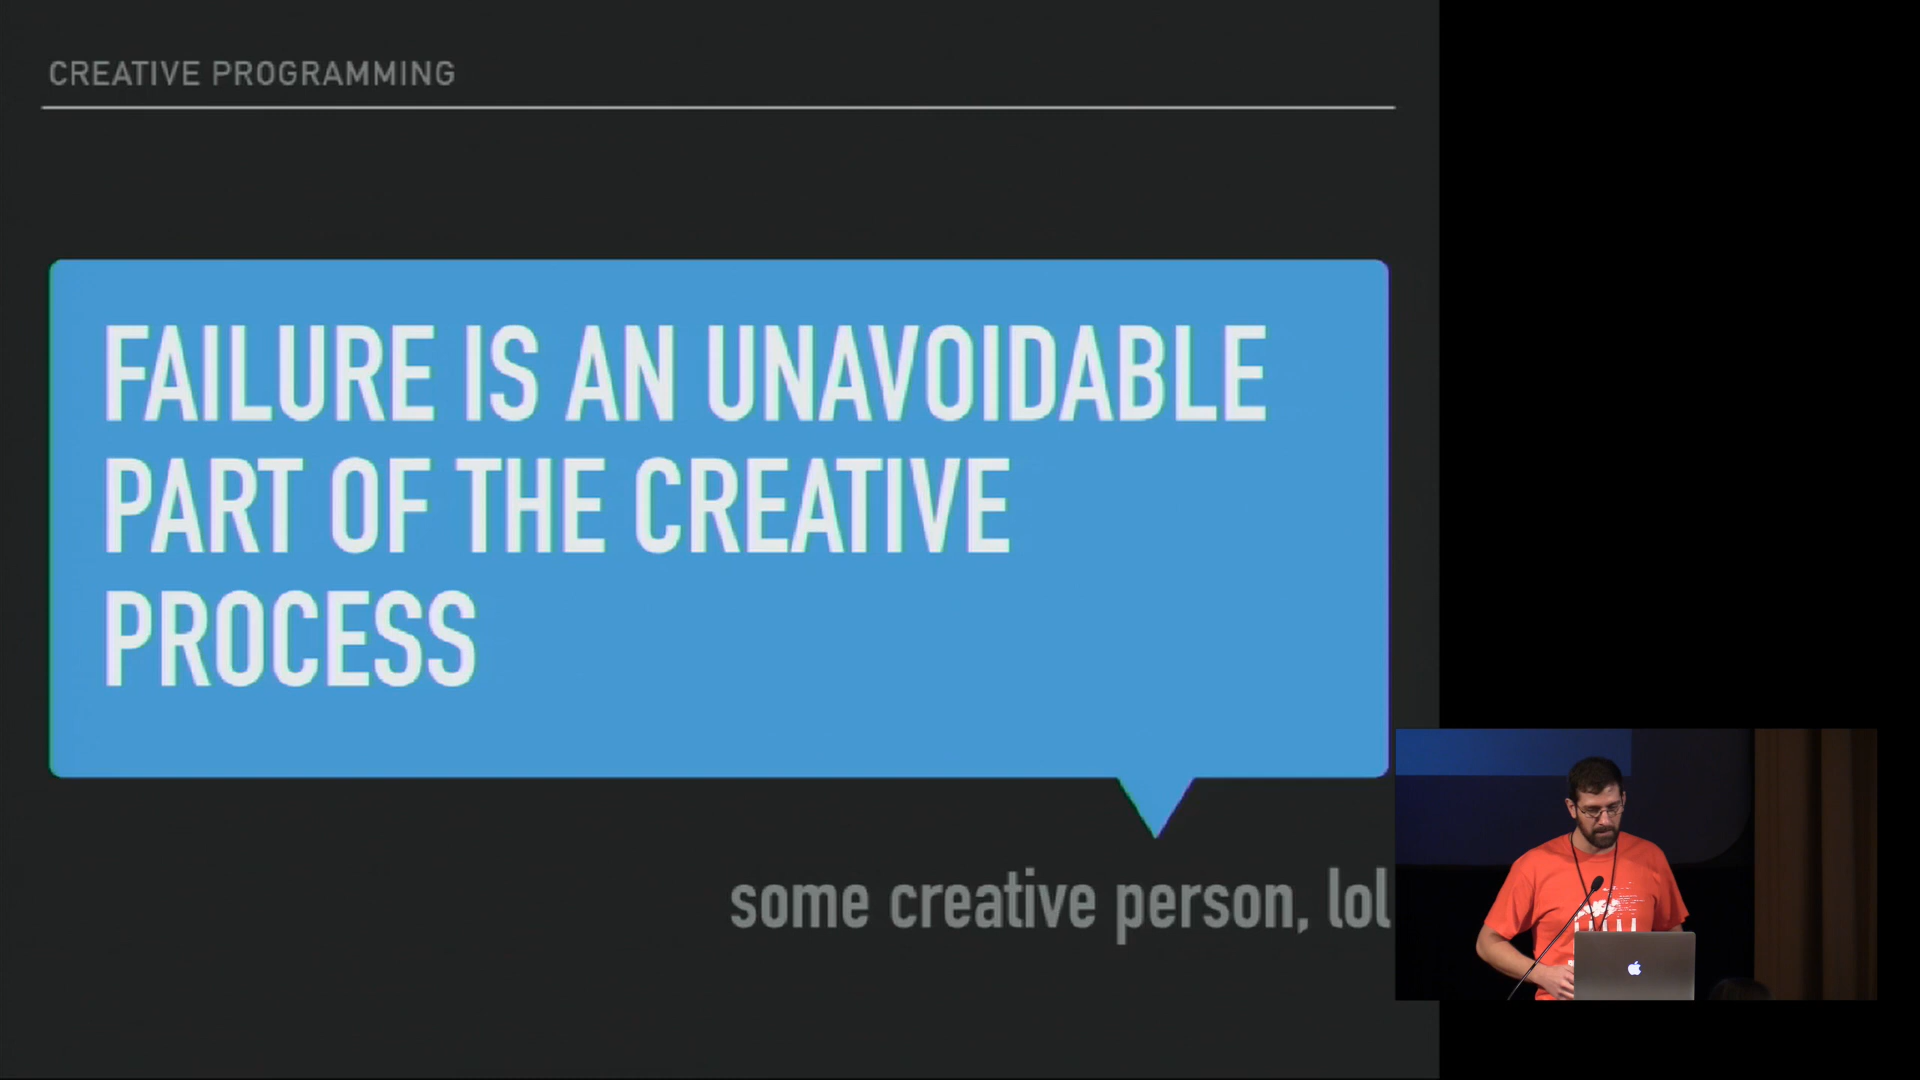 CREATIVE PROGRAMMING
FAILURE IS AN UNAVOIDABLE
PART OF THE CREATIVE
PROCESS
some creative person, lol